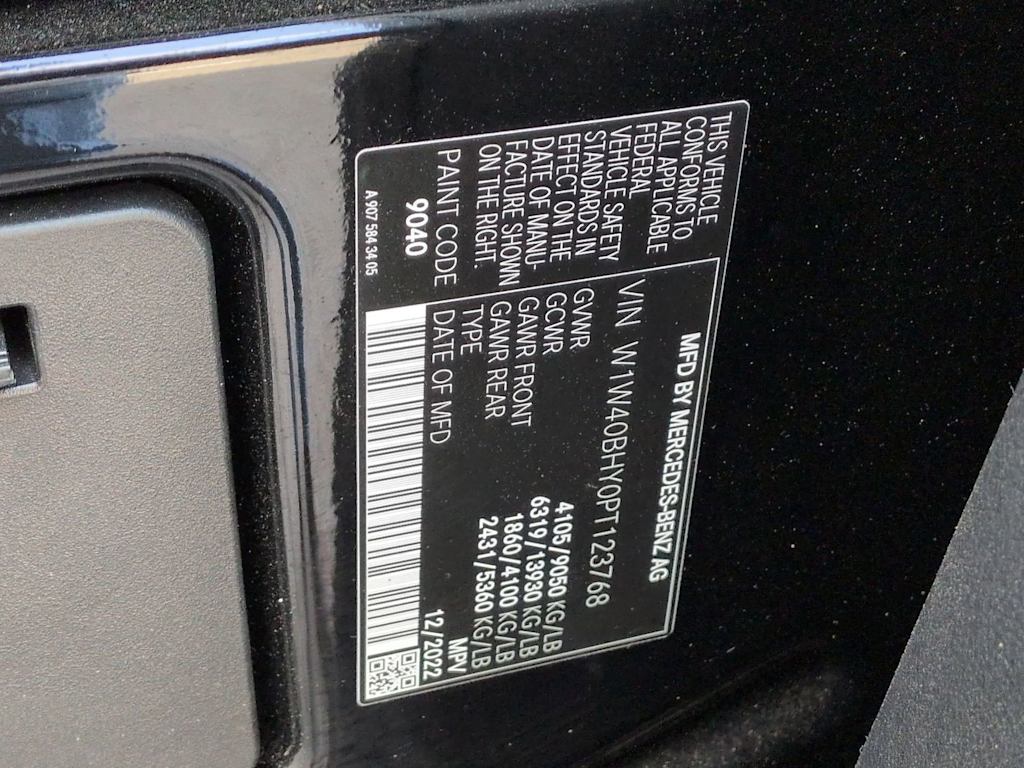 MFD BY MERCEDES-BENZ AG
THIS VEHICLE
CONFORMS TO
ALL APPLICABLE
FEDERAL
VEHICLE SAFETY
STANDARDS IN
EFFECT ON THE
DATE OF MANU-
FACTURE SHOWN
ON THE RIGHT.
PAINT CODE
9040
A 907 584 34 05
VIN W1W40BHY0PT123768
GVWR 4105/9050 KG/LB
GCWR 6319/13930 KG/LB
GAWR FRONT 1860/4100 KG/LB
GAWR REAR 2431/5360 KG/LB
TYPE MPV
DATE OF MFD 12/2022